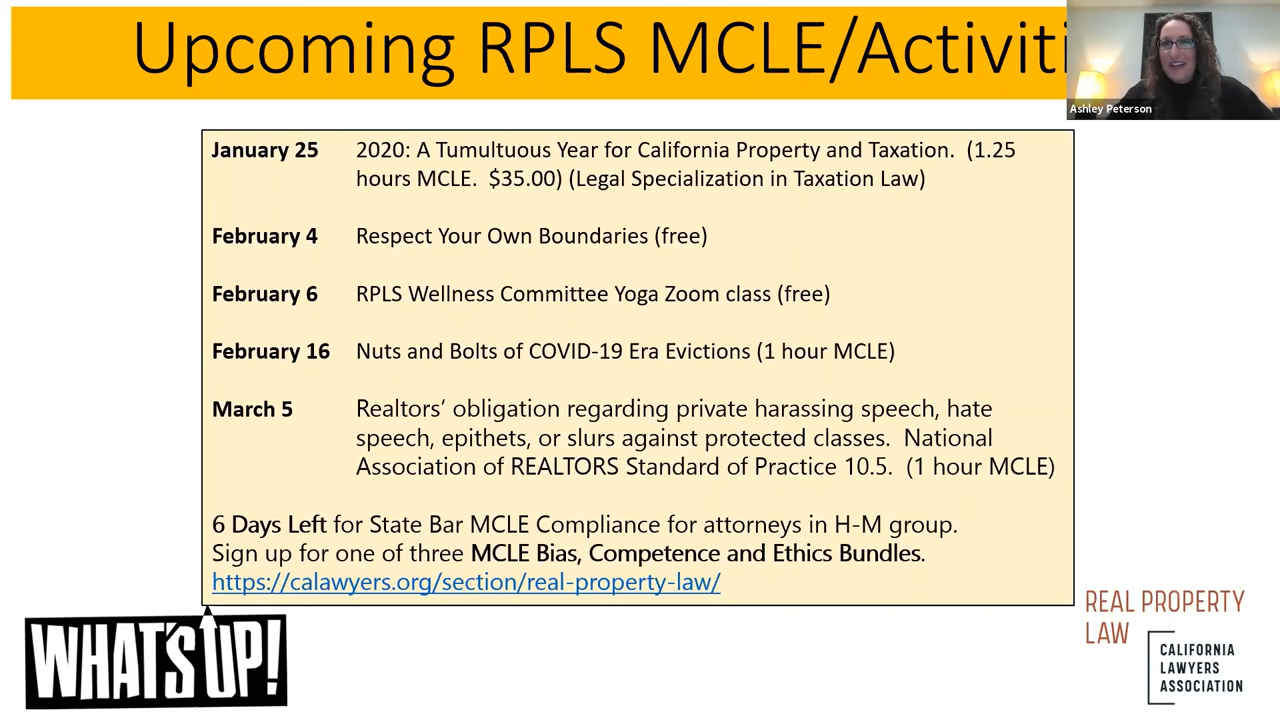 Upcoming RPLS MCLE/Activiti
Ashley Peterson
January 25 2020: A Tumultuous Year for California Property and Taxation. (1.25
hours MCLE. $35.00) (Legal Specialization in Taxation Law)
February 4 Respect Your Own Boundaries (free)
February 6 RPLS Wellness Committee Yoga Zoom class (free)
February 16 Nuts and Bolts of COVID-19 Era Evictions (1 hour MCLE)
March 5 Realtors’ obligation regarding private harassing speech, hate
speech, epithets, or slurs against protected classes. National
Association of REALTORS Standard of Practice 10.5. (1 hour MCLE)
6 Days Left for State Bar MCLE Compliance for attorneys in H-M group.
Sign up for one of three MCLE Bias, Competence and Ethics Bundles.
https://calawyers.org/section/real-property-law/
WHAT'S UP!
REAL PROPERTY
LAW
CALIFORNIA
LAWYERS
ASSOCIATION